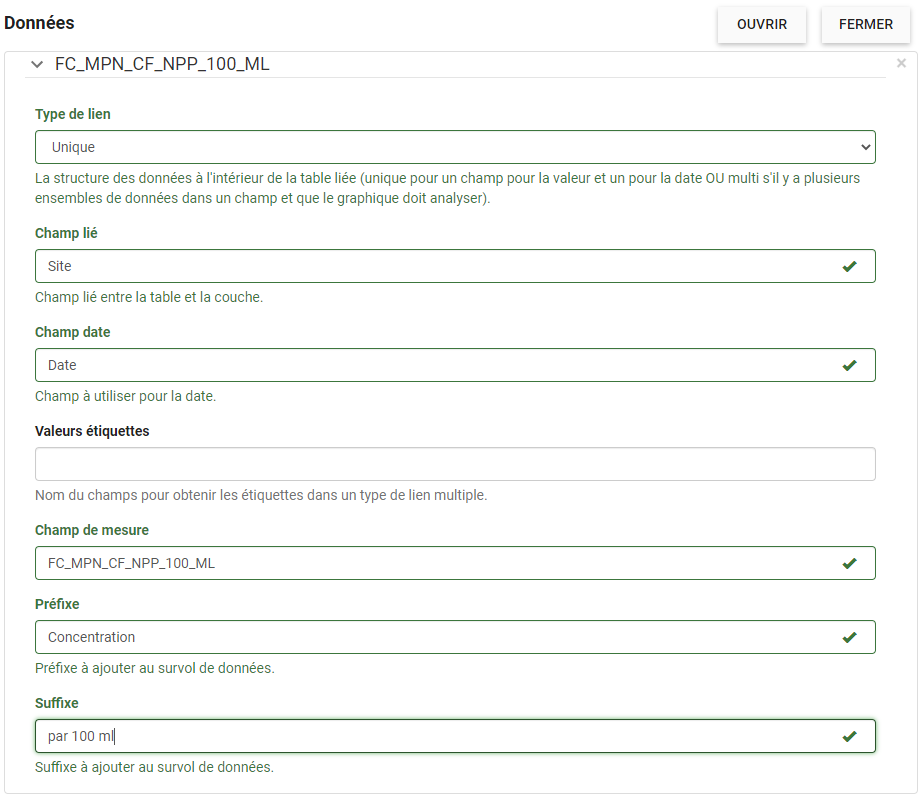 Données
OUVRIR
FERMER
FC_MPN_CF_NPP_100_ML
Type de lien
Unique
La structure des données à l'intérieur de la table liée (unique pour un champ pour la valeur et un pour la date OU multi s'il y a plusieurs
ensembles de données dans un champ et que le graphique doit analyser).
Champ lié
Site
Champ lié entre la table et la couche.
Champ date
Date
Champ à utiliser pour la date.
Valeurs étiquettes
Nom du champs pour obtenir les étiquettes dans un type de lien multiple.
Champ de mesure
FC_MPN_CF_NPP_100_ML
Préfixe
Concentration
Préfixe à ajouter au survol de données.
Suffixe
par 100 ml
Suffixe à ajouter au survol de données.